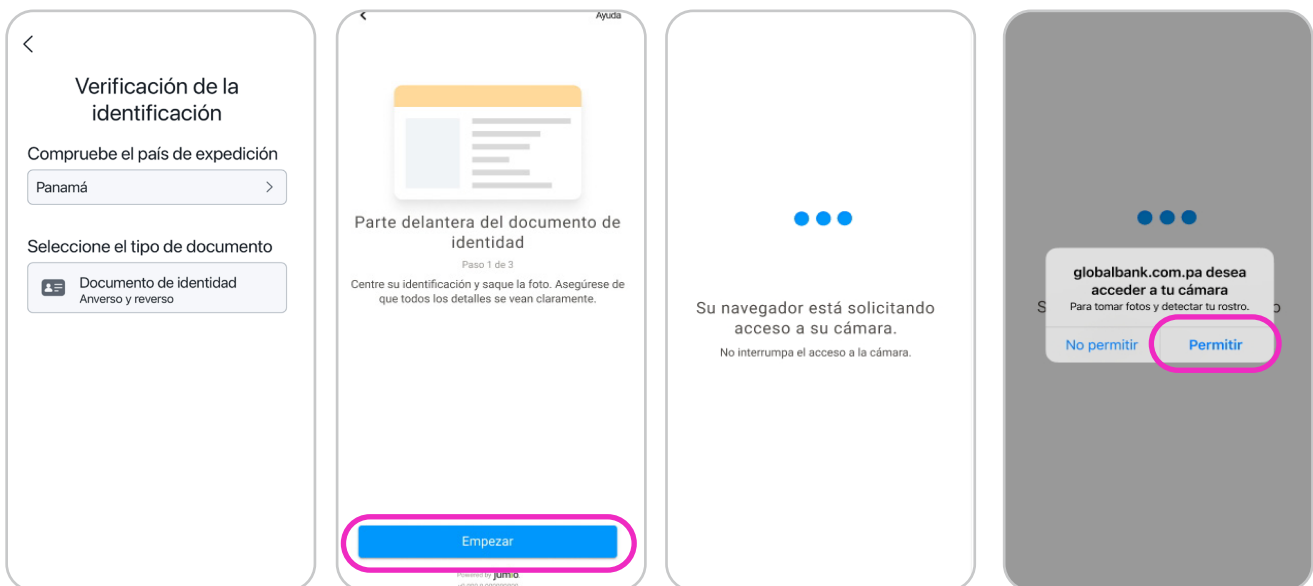 Verificación de la
identificación
Compruebe el país de expedición
Panamá
Seleccione el tipo de documento
Documento de identidad
Anverso y reverso
Ayuda
Parte delantera del documento de
identidad
Paso 1 de 3
Centre su identificación y saque la foto. Asegúrese de
que todos los detalles se vean claramente.
Empezar
Powered by jumio.
Su navegador está solicitando
acceso a su cámara.
No interrumpa el acceso a la cámara.
globalbank.com.pa desea
acceder a tu cámara
Para tomar fotos y detectar tu rostro.
S
o
No permitir
Permitir